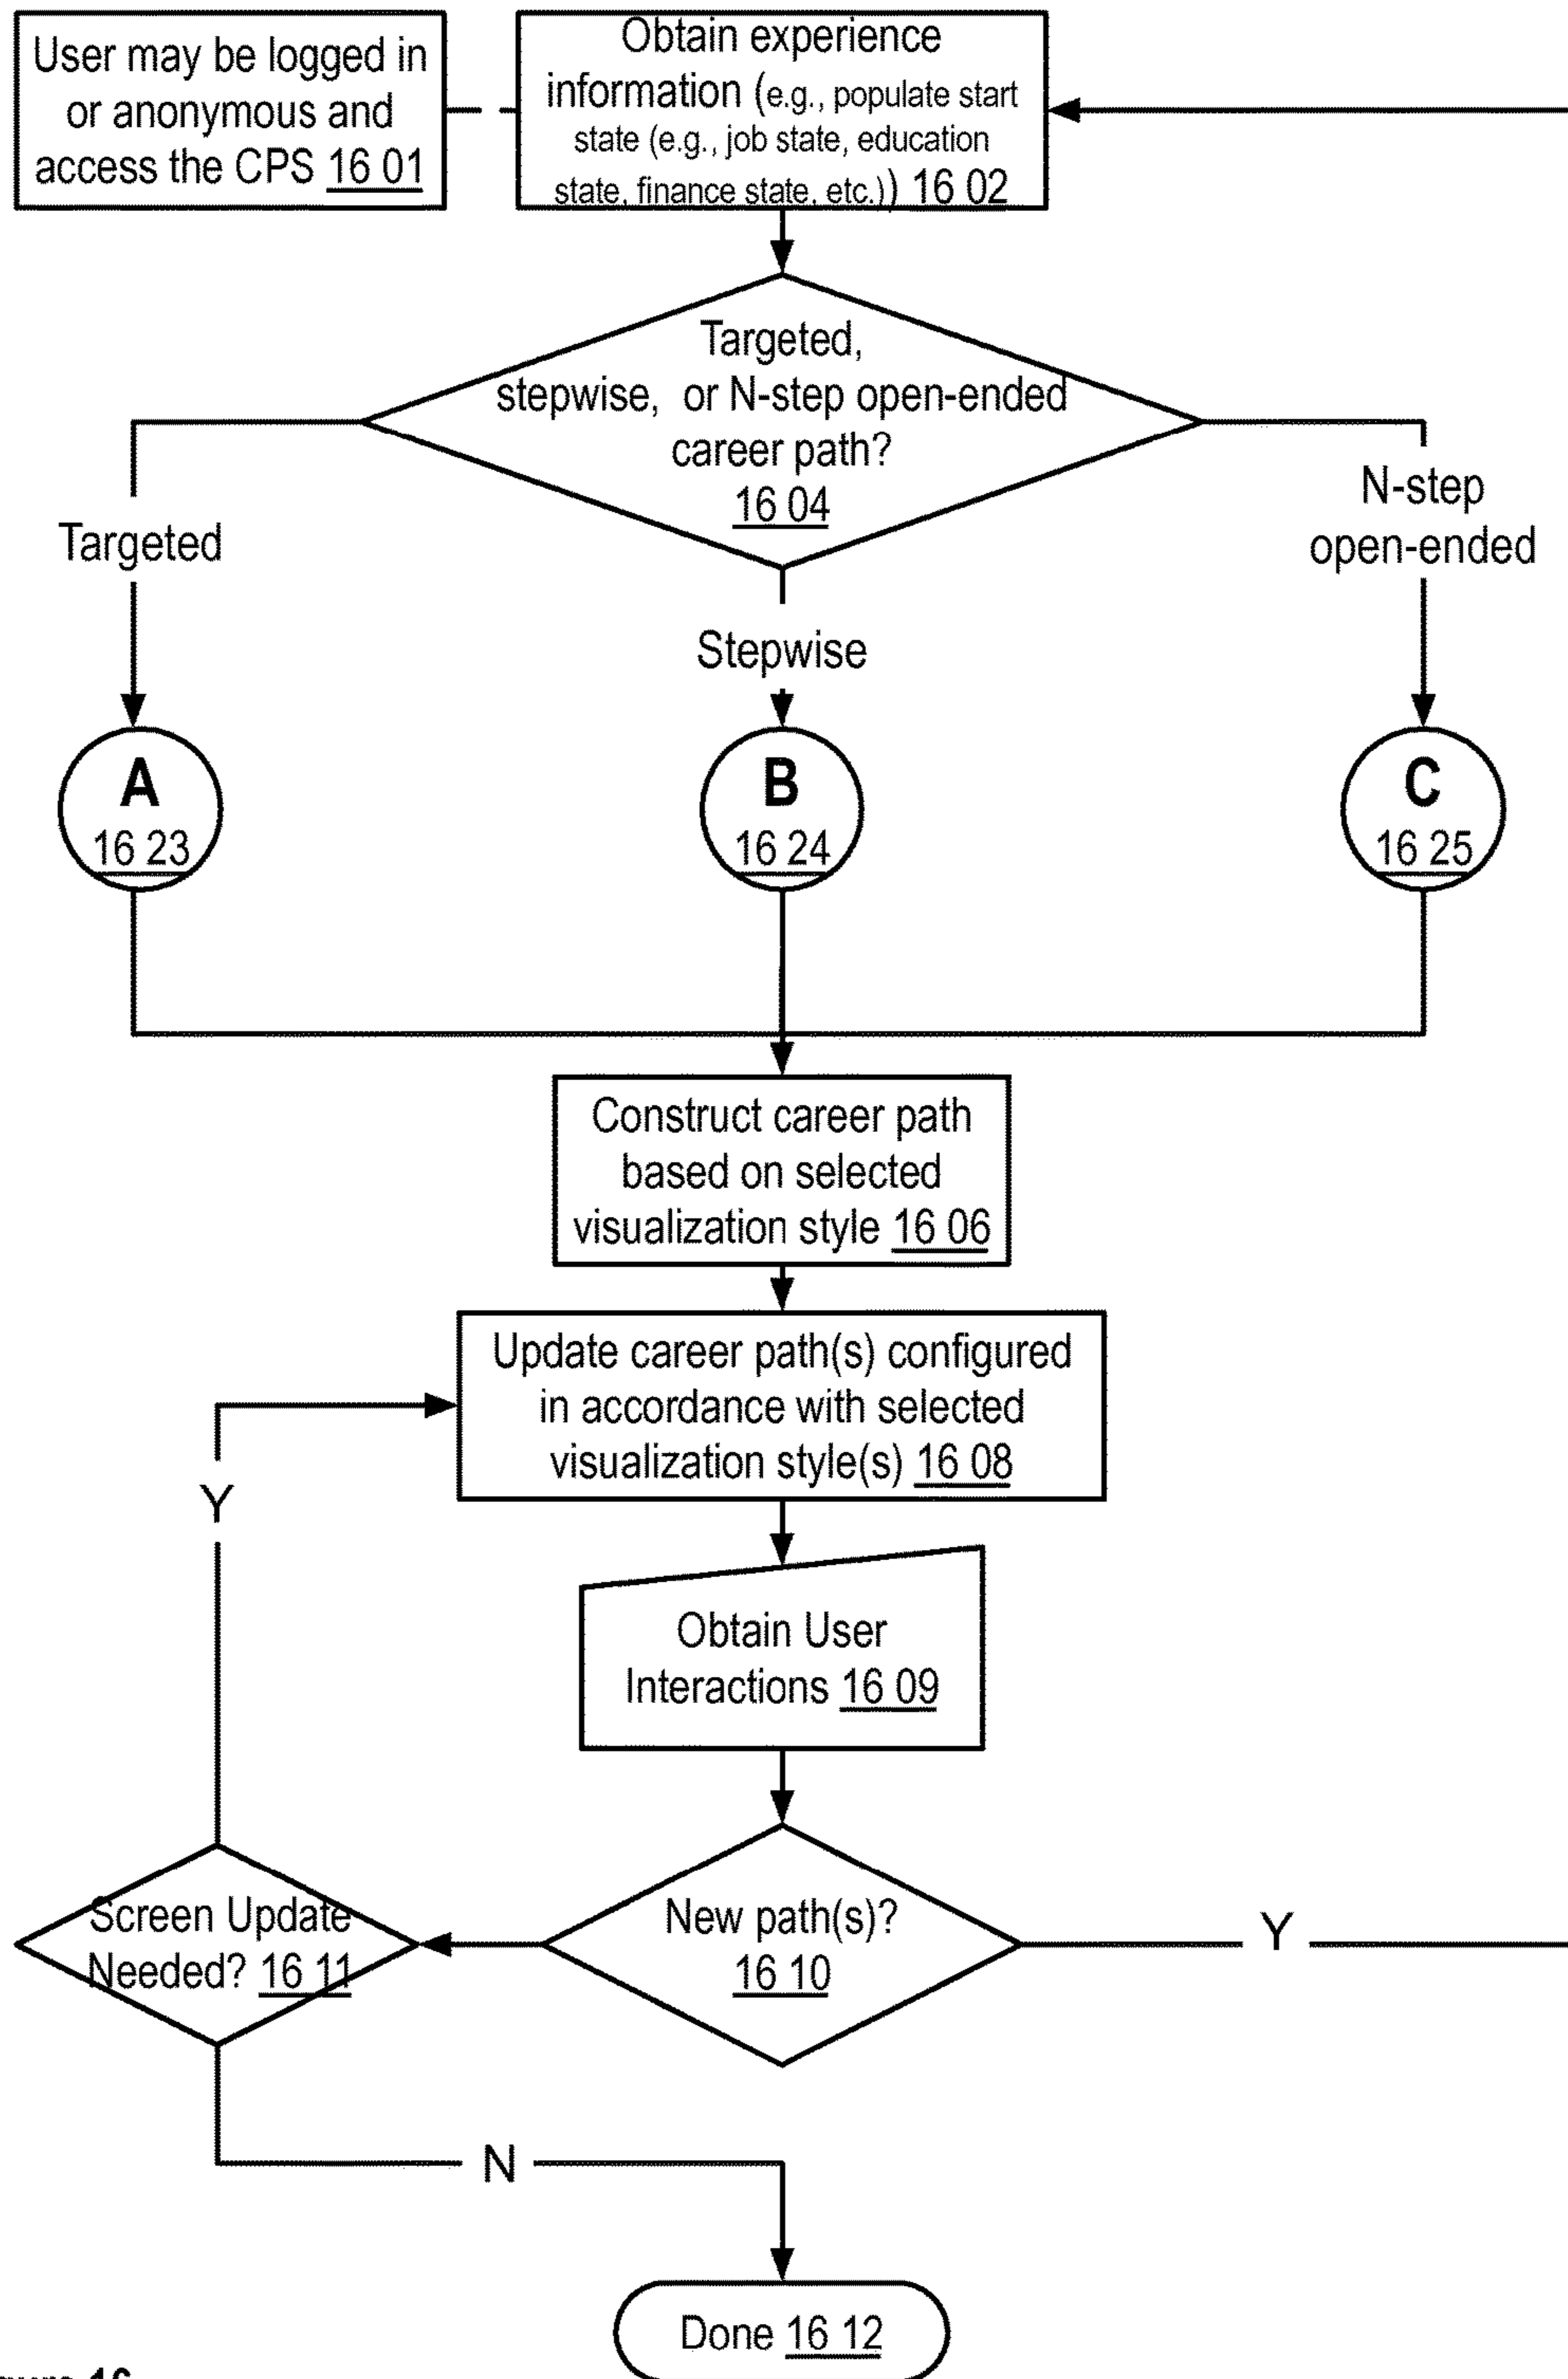 User may be logged in
or anonymous and
access the CPS 16 01
Obtain experience
information (e.g., populate start
state (e.g., job state, education
state, finance state, etc.)) 16 02
Targeted,
stepwise, or N-step open-ended
career path?
16 04
Targeted
Stepwise
N-step
open-ended
A
16 23
B
16 24
C
16 25
Construct career path
based on selected
visualization style 16 06
Update career path(s) configured
in accordance with selected
visualization style(s) 16 08
Y
Obtain User
Interactions 16 09
Screen Update
Needed? 16 11
New path(s)?
16 10
Y
N
Done 16 12